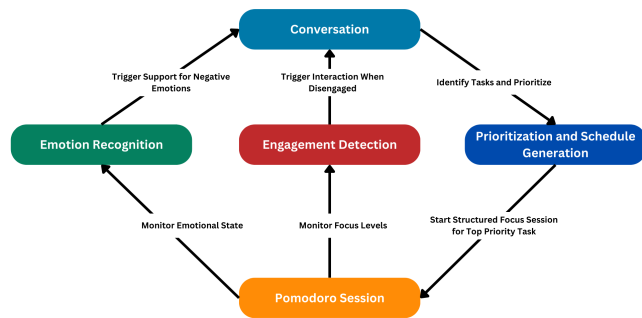 Conversation
Trigger Support for Negative
Emotions
Trigger Interaction When
Disengaged
Identify Tasks and Prioritize
Emotion Recognition
Engagement Detection
Prioritization and Schedule
Generation
Monitor Emotional State
Monitor Focus Levels
Start Structured Focus Session
for Top Priority Task
Pomodoro Session